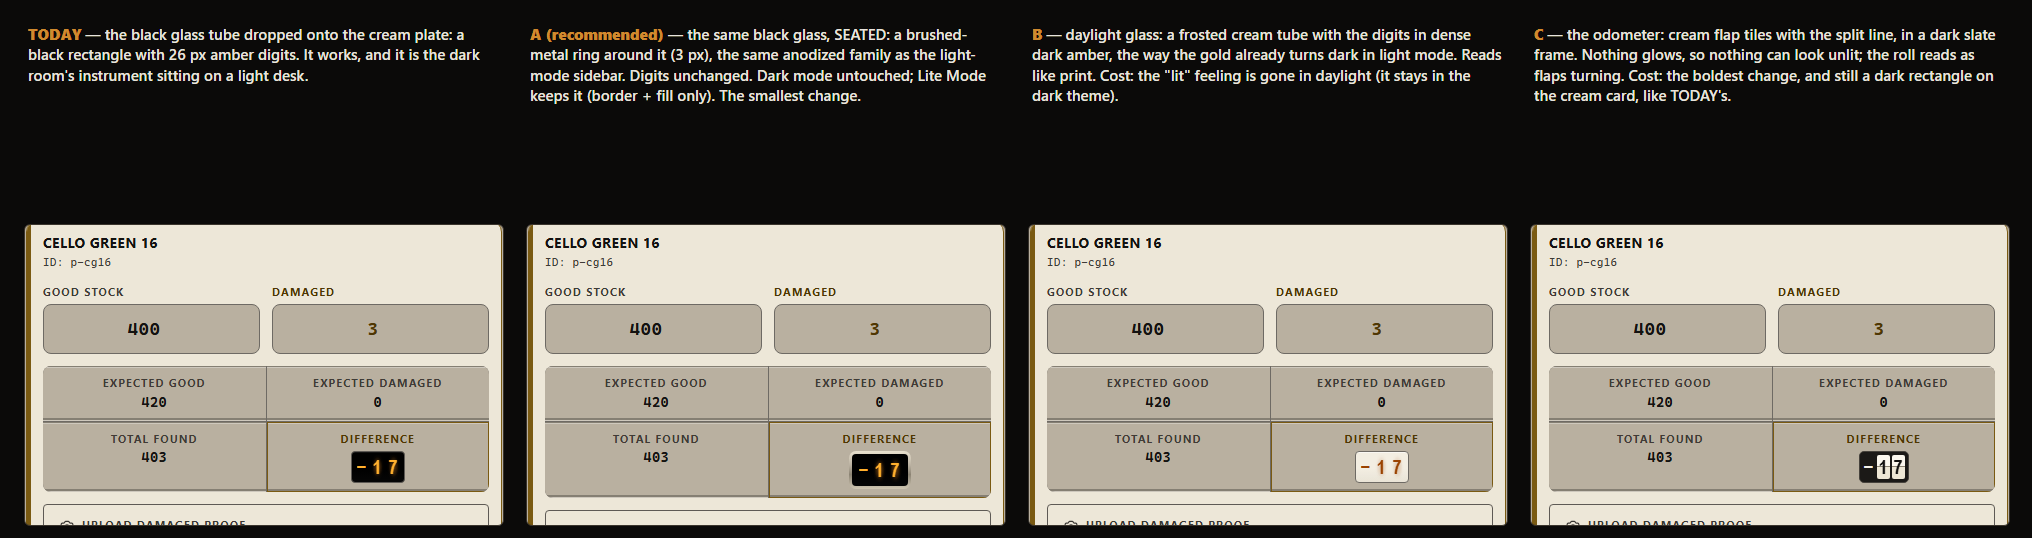 TODAY — the black glass tube dropped onto the cream plate: a
black rectangle with 26 px amber digits. It works, and it is the dark
room's instrument sitting on a light desk.
A (recommended) — the same black glass, SEATED: a brushed-
metal ring around it (3 px), the same anodized family as the light-
mode sidebar. Digits unchanged. Dark mode untouched; Lite Mode
keeps it (border + fill only). The smallest change.
B — daylight glass: a frosted cream tube with the digits in dense
dark amber, the way the gold already turns dark in light mode. Reads
like print. Cost: the "lit" feeling is gone in daylight (it stays in the
dark theme).
C — the odometer: cream flap tiles with the split line, in a dark slate
frame. Nothing glows, so nothing can look unlit; the roll reads as
flaps turning. Cost: the boldest change, and still a dark rectangle on
the cream card, like TODAY's.
CELLO GREEN 16
ID: p-cg16
GOOD STOCK DAMAGED
400 3
EXPECTED GOOD EXPECTED DAMAGED
420 0
TOTAL FOUND DIFFERENCE
403 -17
UPLOAD DAMAGED PROOF
CELLO GREEN 16
ID: p-cg16
GOOD STOCK DAMAGED
400 3
EXPECTED GOOD EXPECTED DAMAGED
420 0
TOTAL FOUND DIFFERENCE
403 -17
CELLO GREEN 16
ID: p-cg16
GOOD STOCK DAMAGED
400 3
EXPECTED GOOD EXPECTED DAMAGED
420 0
TOTAL FOUND DIFFERENCE
403 -17
UPLOAD DAMAGED PROOF
CELLO GREEN 16
ID: p-cg16
GOOD STOCK DAMAGED
400 3
EXPECTED GOOD EXPECTED DAMAGED
420 0
TOTAL FOUND DIFFERENCE
403 -17
UPLOAD DAMAGED PROOF